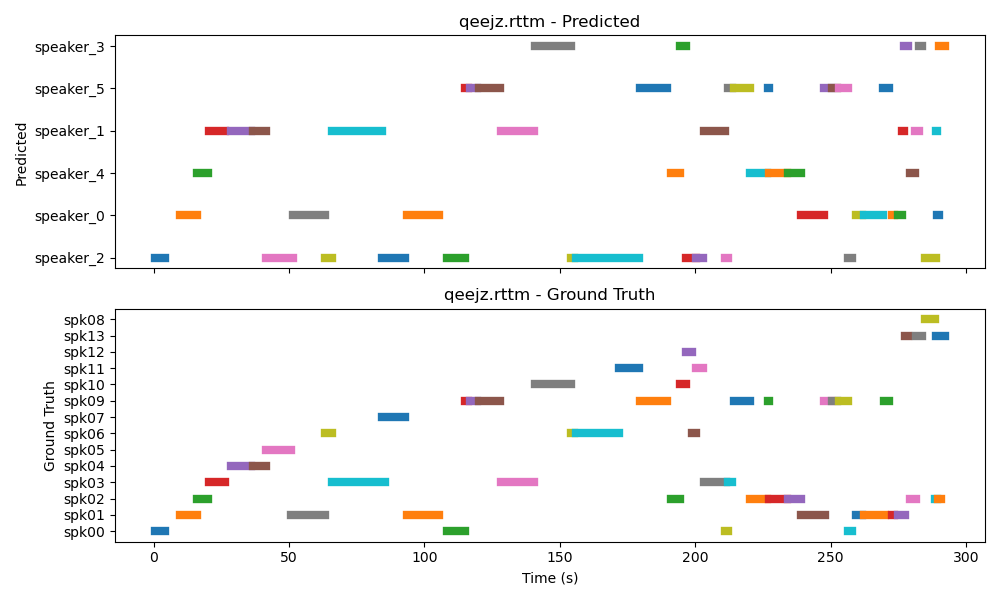 qeejz.rttm - Predicted
speaker_3
speaker_5
speaker_1
speaker_4
speaker_0
speaker_2
Predicted
qeejz.rttm - Ground Truth
spk08
spk13
spk12
spk11
spk10
spk09
spk07
spk06
spk05
spk04
spk03
spk02
spk01
spk00
Ground Truth
0 50 100 150 200 250 300
Time (s)